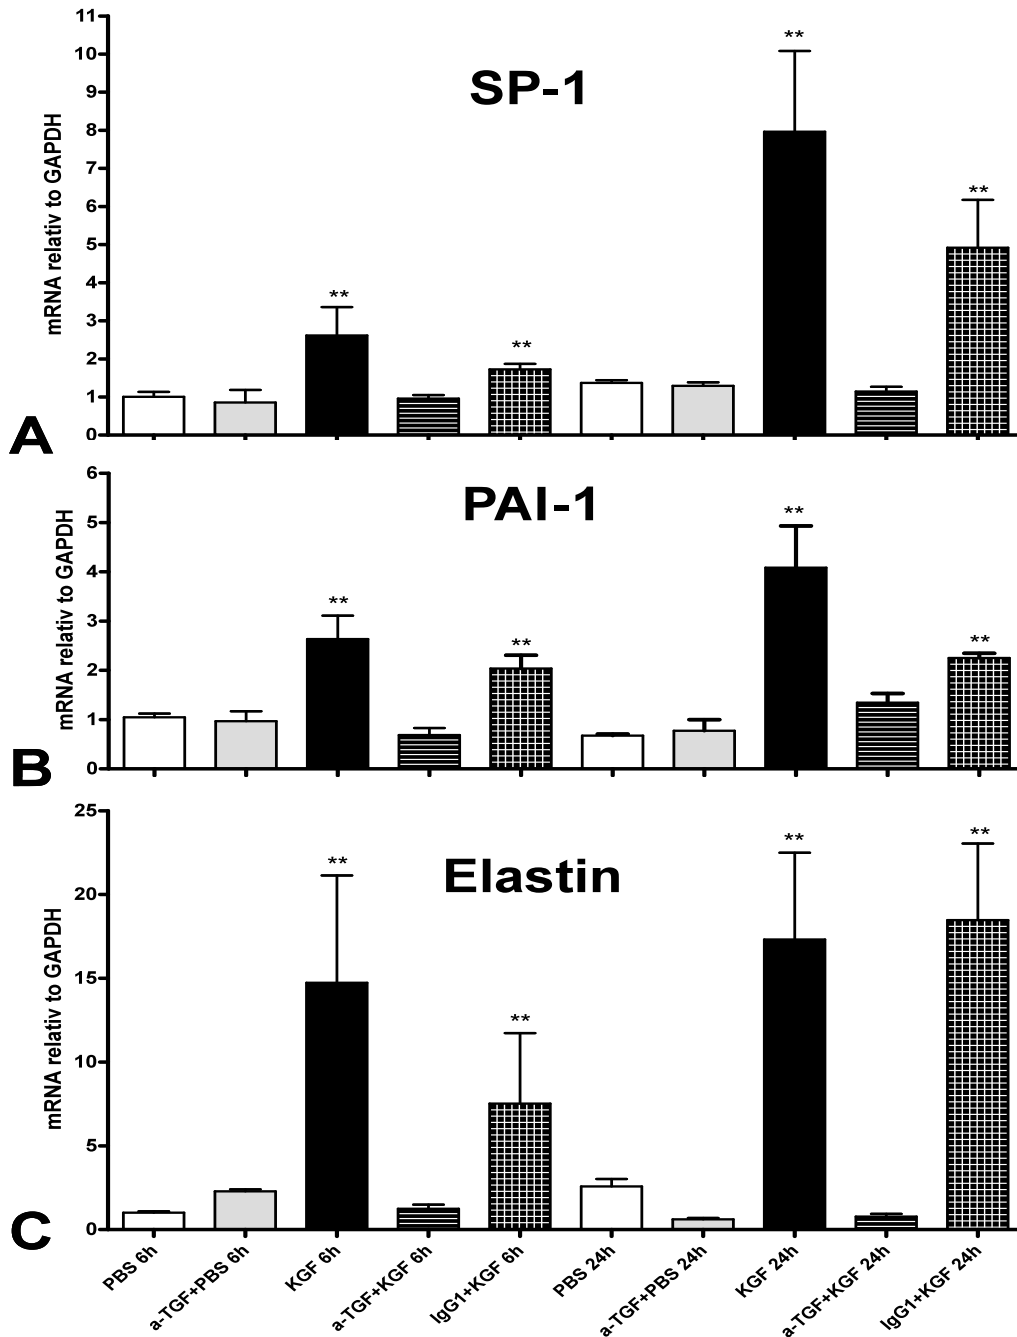 11
10
9
8
7
6
5
4
3
2
1
0
mRNA relativ to GAPDH
SP-1
** ** ** **
A
6
5
4
3
2
1
0
mRNA relativ to GAPDH
PAI-1
** ** ** **
B
25
20
15
10
5
0
mRNA relativ to GAPDH
Elastin
** ** ** **
C
PBS 6h
a-TGF+PBS 6h
KGF 6h
a-TGF+KGF 6h
IgG1+KGF 6h
PBS 24h
a-TGF+PBS 24h
KGF 24h
a-TGF+KGF 24h
IgG1+KGF 24h